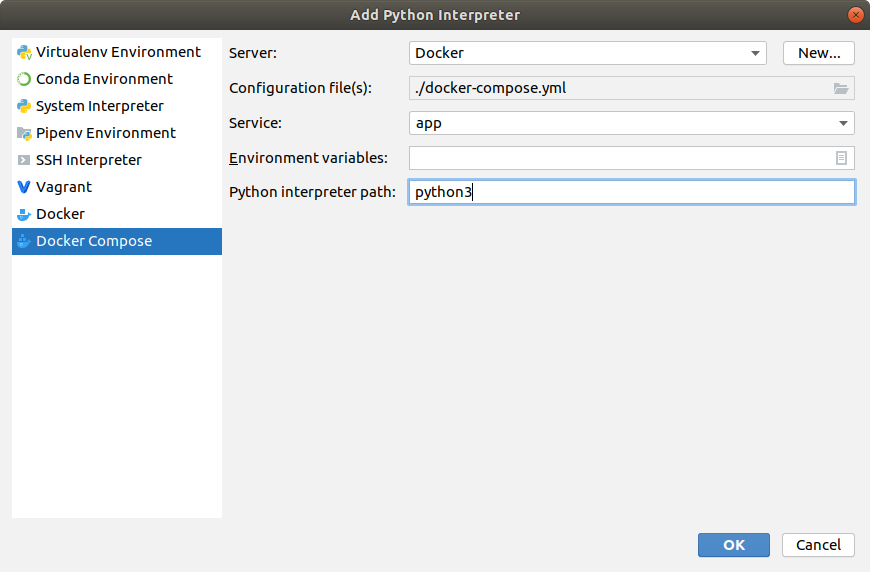 Add Python Interpreter
Virtualenv Environment
Conda Environment
System Interpreter
Pipenv Environment
SSH Interpreter
Vagrant
Docker
Docker Compose
Server: Docker New...
Configuration file(s): ./docker-compose.yml
Service: app
Environment variables:
Python interpreter path: python3
OK Cancel